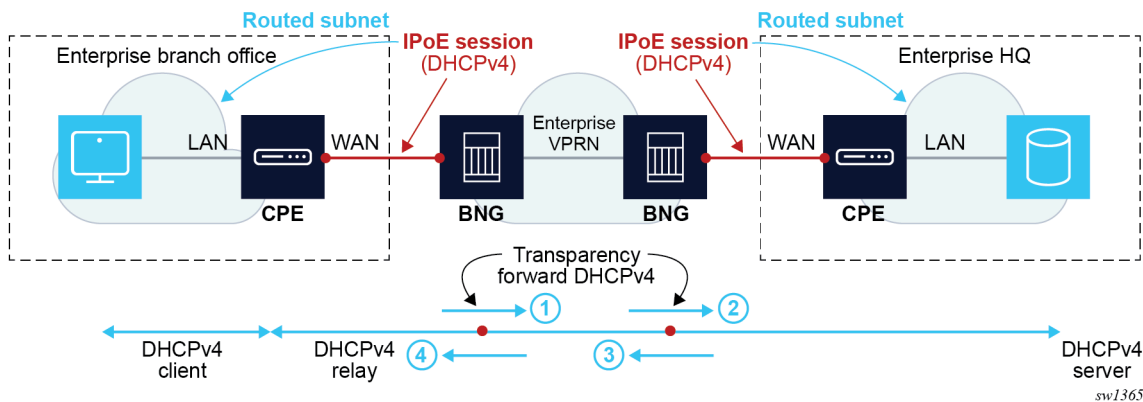 Routed subnet
Routed subnet
Enterprise branch office
IPoE session
(DHCPv4)
IPoE session
(DHCPv4)
Enterprise HQ
LAN
WAN
Enterprise
VPRN
WAN
LAN
CPE
BNG
BNG
CPE
Transparency
forward DHCPv4
1
2
4
3
DHCPv4
client
DHCPv4
relay
DHCPv4
server
sw1365